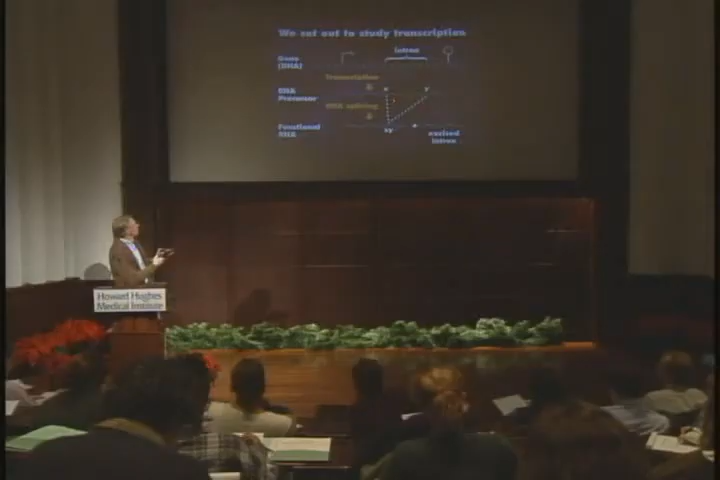 We set out to study transcription
Gene
(DNA)
intron
Transcription
RNA
Precursor
x y
RNA splicing
Functional
RNA
xy
excised
intron
Howard Hughes
Medical Institute